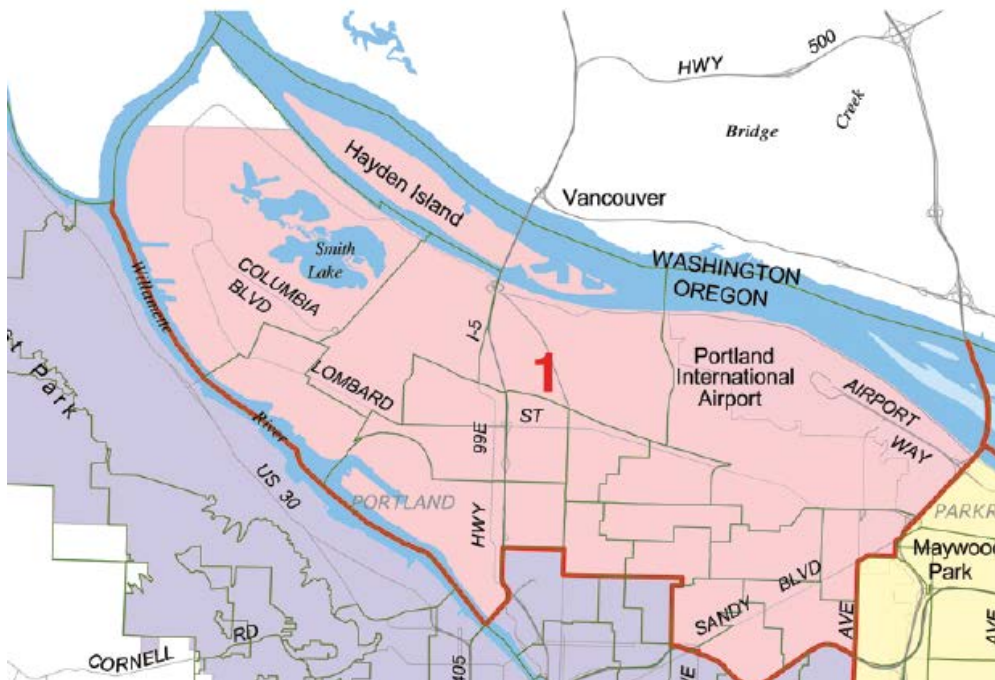 HWY
500
Bridge
Creek
Hayden Island
Vancouver
WASHINGTON
OREGON
Smith
Lake
COLUMBIA
BLVD
Willamette
I-5
1
Portland
International
Airport
LOMBARD
ST
AIRPORT
WAY
Park
River
99E
US 30
PORTLAND
HWY
PARKR
Maywood
Park
SANDY
BLVD
AVE
AVE
CORNELL
RD
405